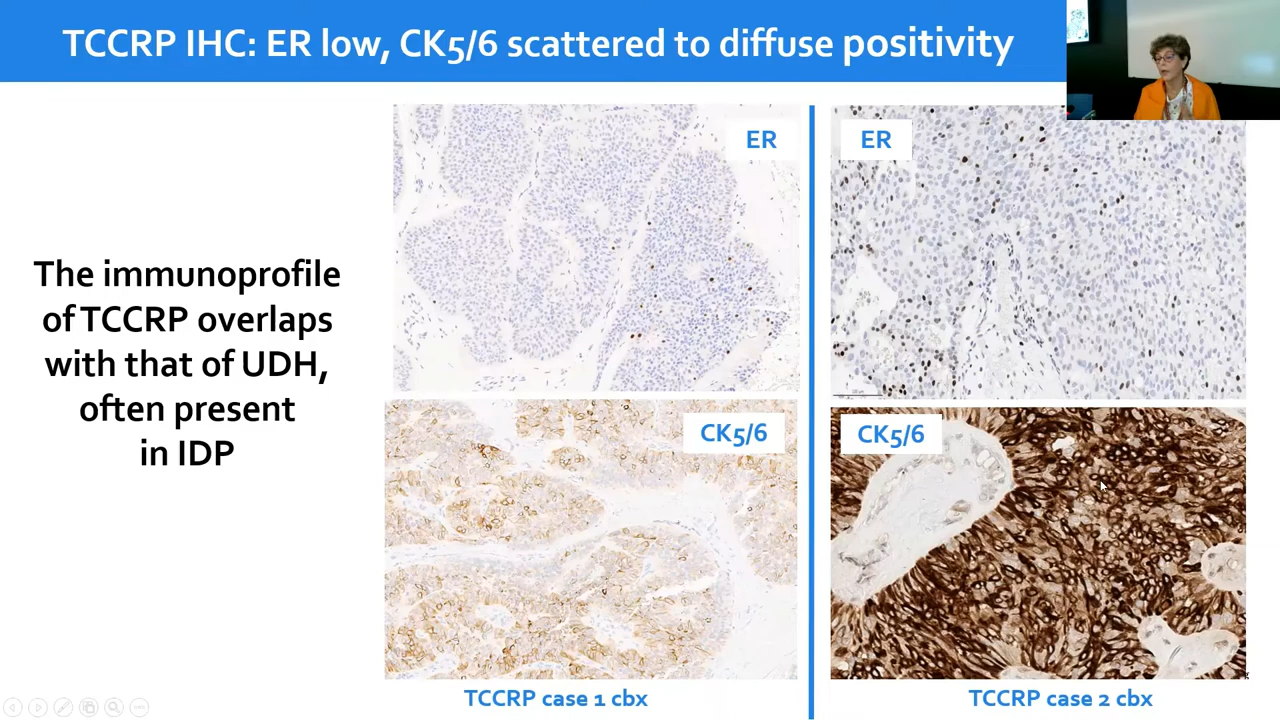 TCCRP IHC: ER low, CK5/6 scattered to diffuse positivity
The immunoprofile
of TCCRP overlaps
with that of UDH,
often present
in IDP
ER
ER
CK5/6
CK5/6
TCCRP case 1 cbx
TCCRP case 2 cbx